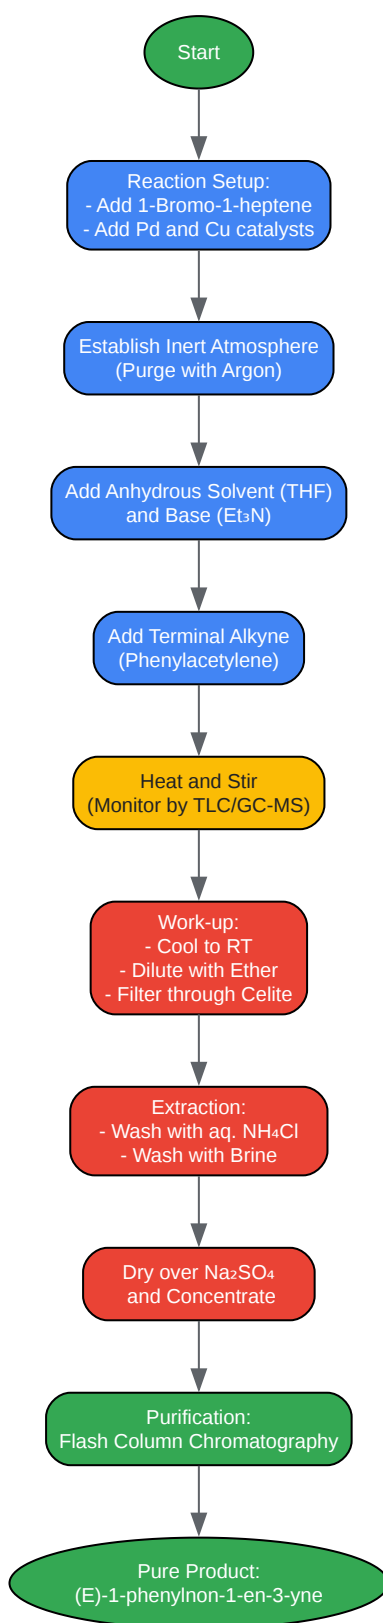 Start
Reaction Setup:
- Add 1-Bromo-1-heptene
- Add Pd and Cu catalysts
Establish Inert Atmosphere
(Purge with Argon)
Add Anhydrous Solvent (THF)
and Base (Et₃N)
Add Terminal Alkyne
(Phenylacetylene)
Heat and Stir
(Monitor by TLC/GC-MS)
Work-up:
- Cool to RT
- Dilute with Ether
- Filter through Celite
Extraction:
- Wash with aq. NH₄Cl
- Wash with Brine
Dry over Na₂SO₄
and Concentrate
Purification:
Flash Column Chromatography
Pure Product:
(E)-1-phenylnon-1-en-3-yne